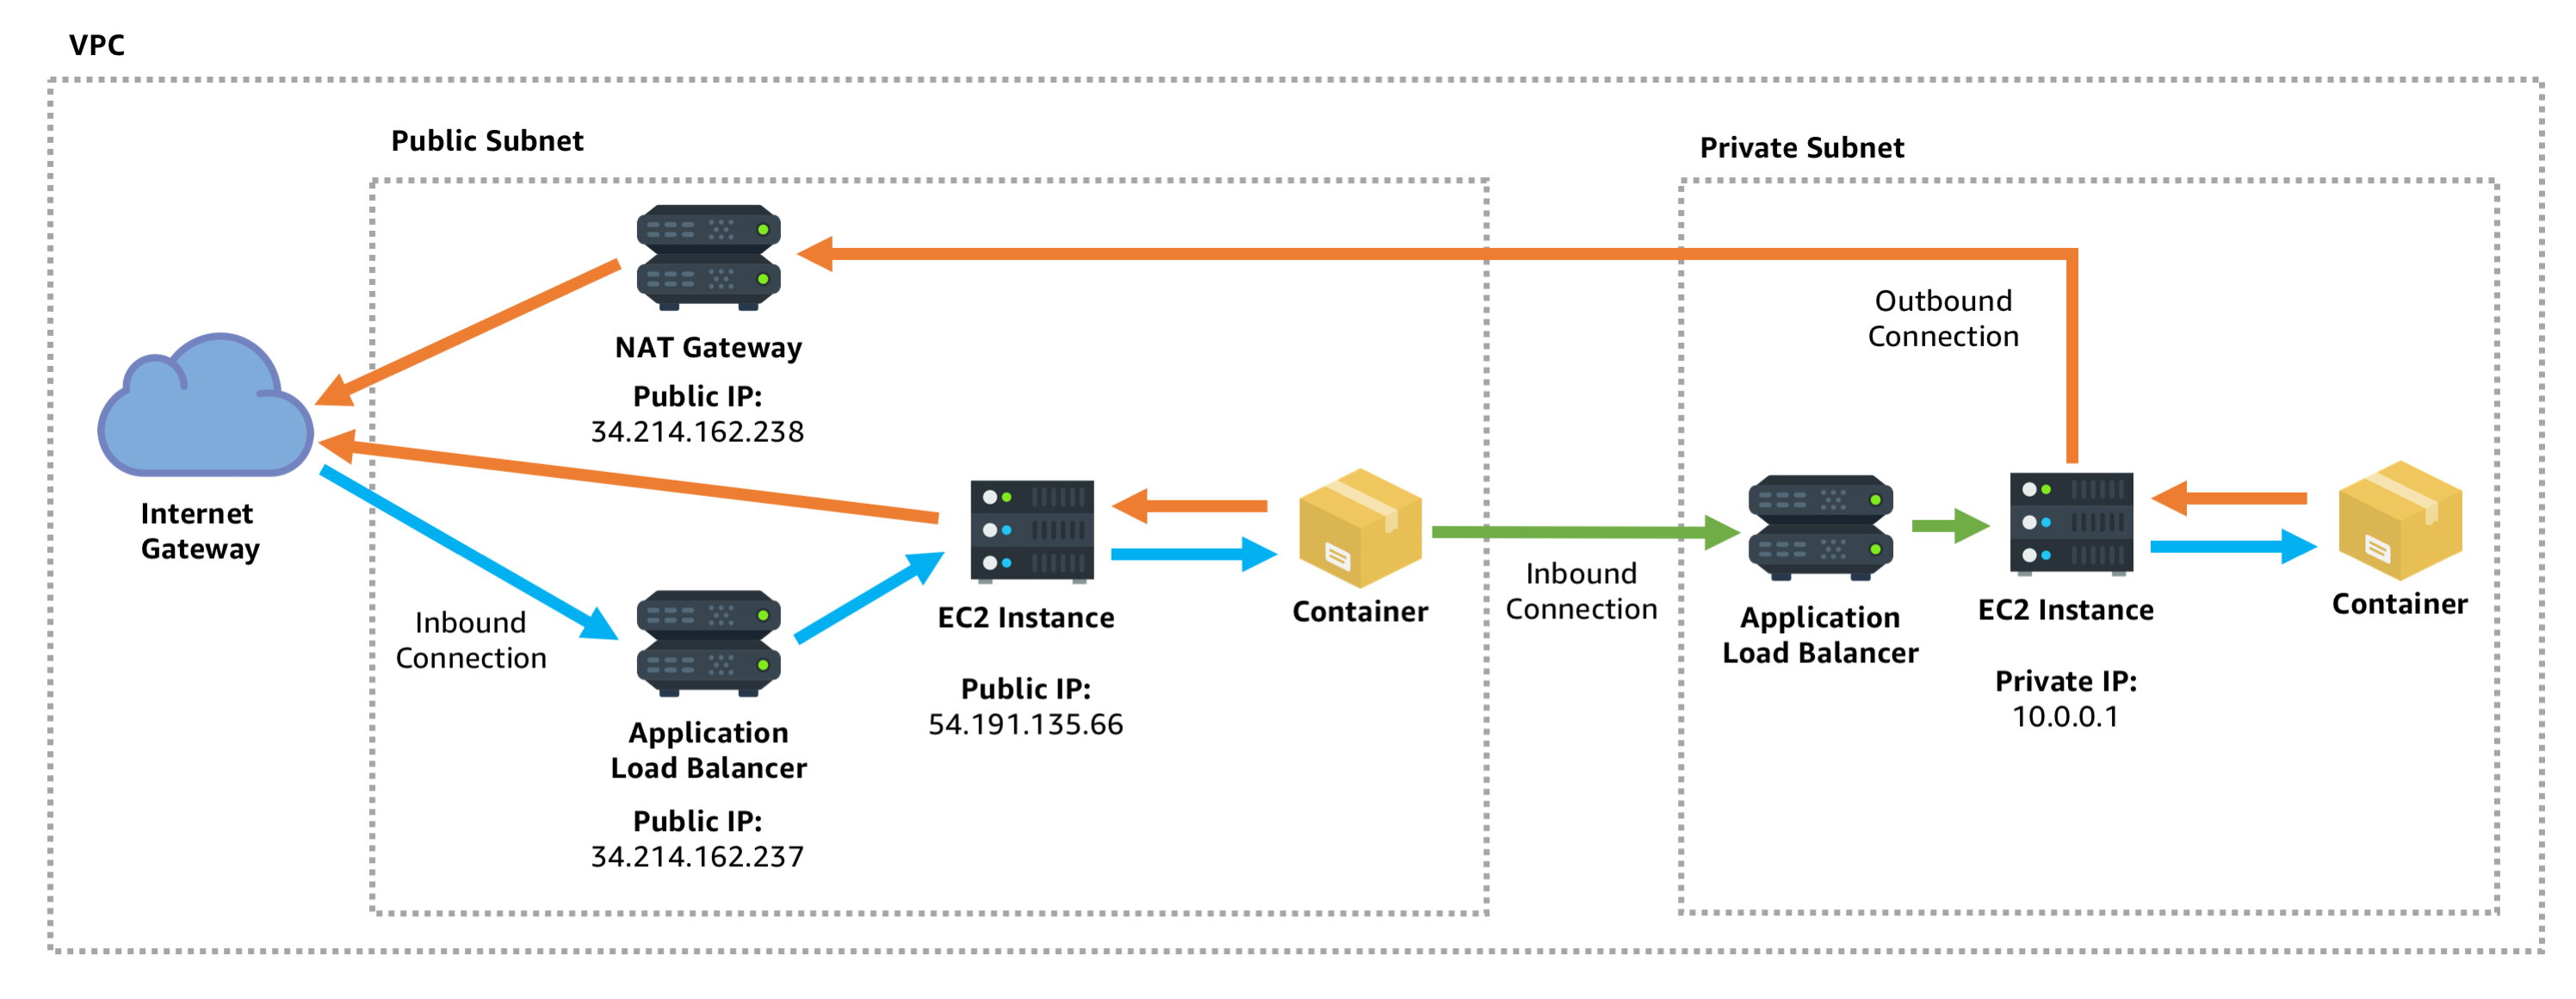 VPC
Public Subnet
Private Subnet
NAT Gateway
Public IP:
34.214.162.238
Outbound
Connection
Internet
Gateway
Inbound
Connection
Application
Load Balancer
Public IP:
34.214.162.237
EC2 Instance
Public IP:
54.191.135.66
Container
Inbound
Connection
Application
Load Balancer
EC2 Instance
Private IP:
10.0.0.1
Container